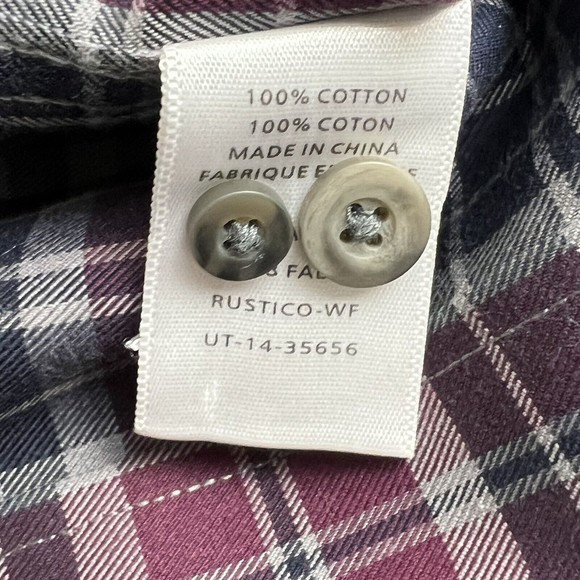 100% COTTON
100% COTON
MADE IN CHINA
FABRIQUE
RUSTICO-WF
UT-14-35656